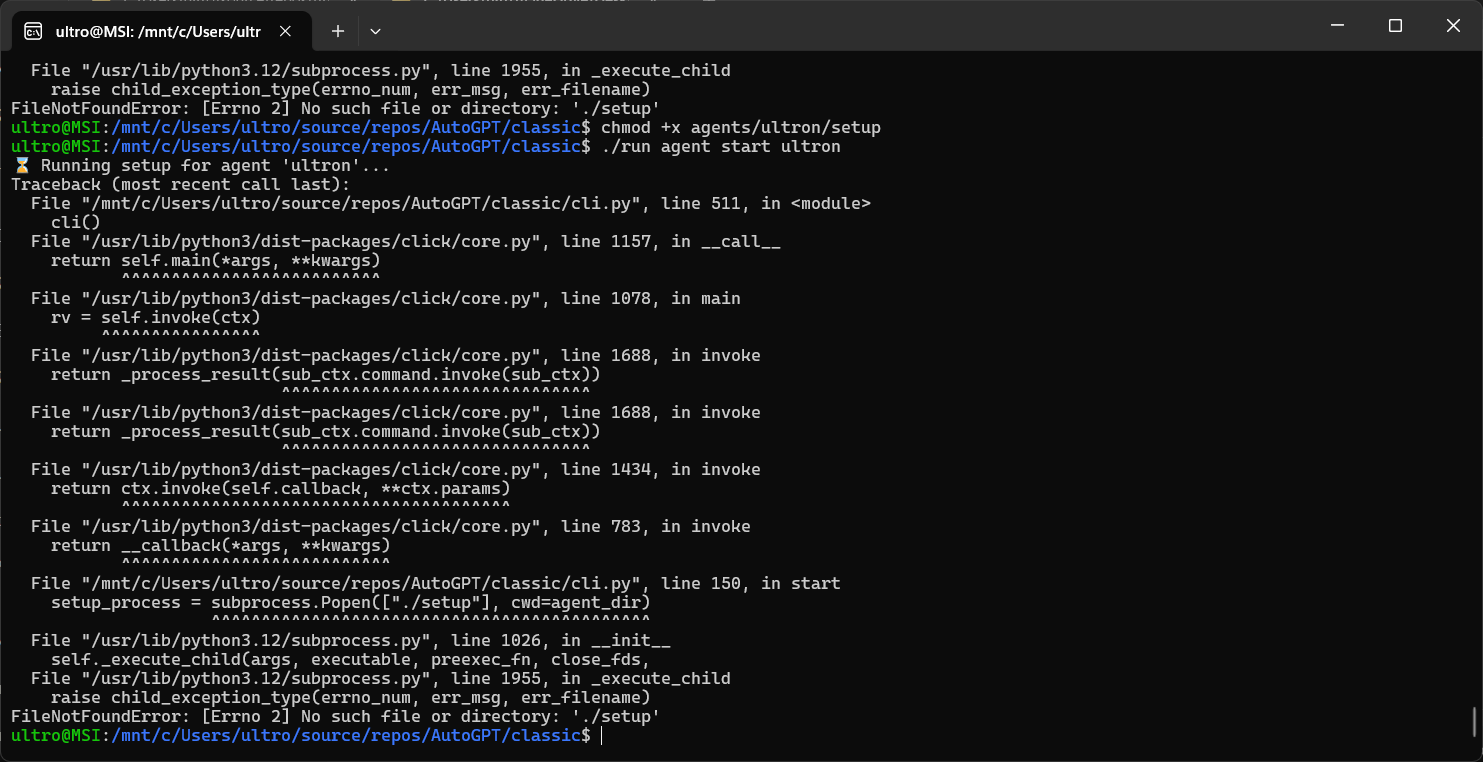 ultro@MSI: /mnt/c/Users/ultr
  File "/usr/lib/python3.12/subprocess.py", line 1955, in _execute_child
    raise child_exception_type(errno_num, err_msg, err_filename)
FileNotFoundError: [Errno 2] No such file or directory: './setup'
ultro@MSI:/mnt/c/Users/ultro/source/repos/AutoGPT/classic$ chmod +x agents/ultron/setup
ultro@MSI:/mnt/c/Users/ultro/source/repos/AutoGPT/classic$ ./run agent start ultron
⌛ Running setup for agent 'ultron'...
Traceback (most recent call last):
  File "/mnt/c/Users/ultro/source/repos/AutoGPT/classic/cli.py", line 511, in <module>
    cli()
  File "/usr/lib/python3/dist-packages/click/core.py", line 1157, in __call__
    return self.main(*args, **kwargs)
           ^^^^^^^^^^^^^^^^^^^^^^^^^^
  File "/usr/lib/python3/dist-packages/click/core.py", line 1078, in main
    rv = self.invoke(ctx)
         ^^^^^^^^^^^^^^^^
  File "/usr/lib/python3/dist-packages/click/core.py", line 1688, in invoke
    return _process_result(sub_ctx.command.invoke(sub_ctx))
                           ^^^^^^^^^^^^^^^^^^^^^^^^^^^^^^^
  File "/usr/lib/python3/dist-packages/click/core.py", line 1688, in invoke
    return _process_result(sub_ctx.command.invoke(sub_ctx))
                           ^^^^^^^^^^^^^^^^^^^^^^^^^^^^^^^
  File "/usr/lib/python3/dist-packages/click/core.py", line 1434, in invoke
    return ctx.invoke(self.callback, **ctx.params)
           ^^^^^^^^^^^^^^^^^^^^^^^^^^^^^^^^^^^^^^^
  File "/usr/lib/python3/dist-packages/click/core.py", line 783, in invoke
    return __callback(*args, **kwargs)
           ^^^^^^^^^^^^^^^^^^^^^^^^^^^
  File "/mnt/c/Users/ultro/source/repos/AutoGPT/classic/cli.py", line 150, in start
    setup_process = subprocess.Popen(["./setup"], cwd=agent_dir)
                    ^^^^^^^^^^^^^^^^^^^^^^^^^^^^^^^^^^^^^^^^^^^^
  File "/usr/lib/python3.12/subprocess.py", line 1026, in __init__
    self._execute_child(args, executable, preexec_fn, close_fds,
  File "/usr/lib/python3.12/subprocess.py", line 1955, in _execute_child
    raise child_exception_type(errno_num, err_msg, err_filename)
FileNotFoundError: [Errno 2] No such file or directory: './setup'
ultro@MSI:/mnt/c/Users/ultro/source/repos/AutoGPT/classic$